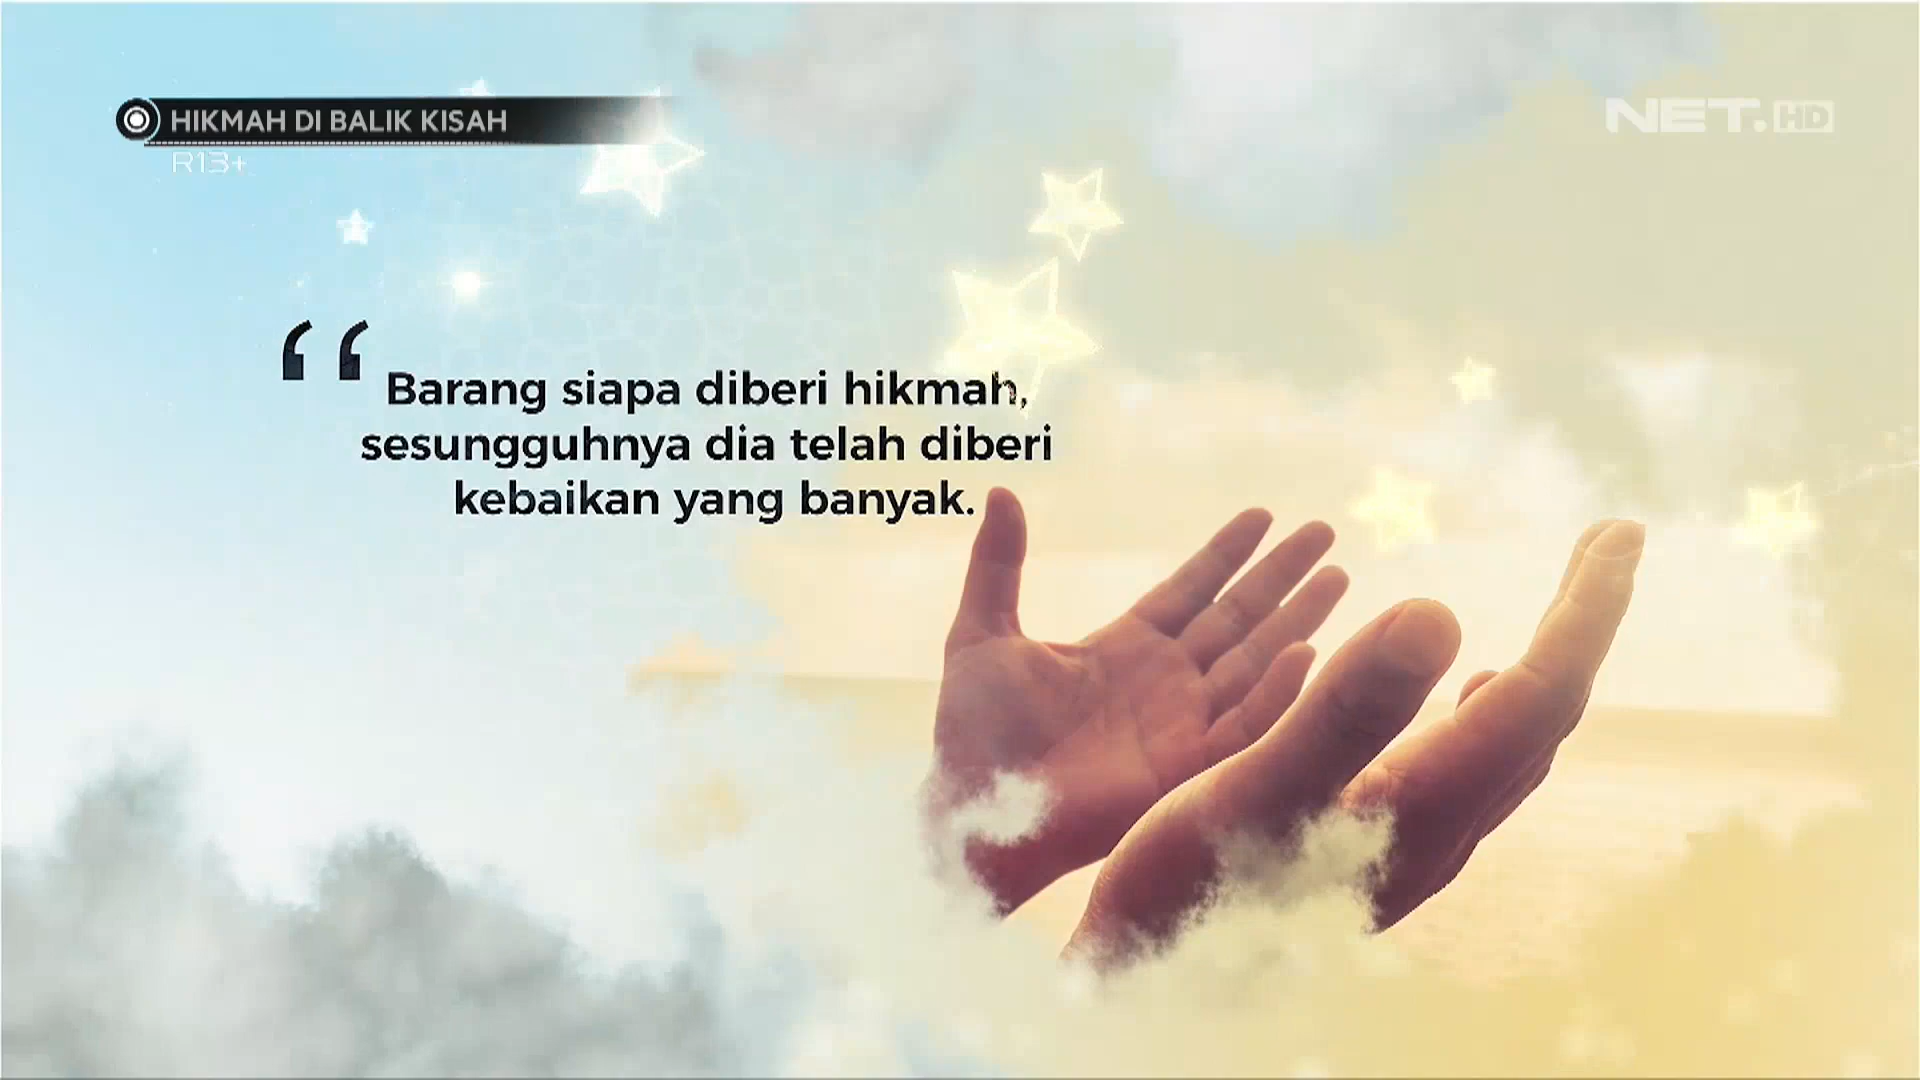 HIKMAH DI BALIK KISAH
NET. HD
R13+
“ Barang siapa diberi hikmah,
sesungguhnya dia telah diberi
kebaikan yang banyak.